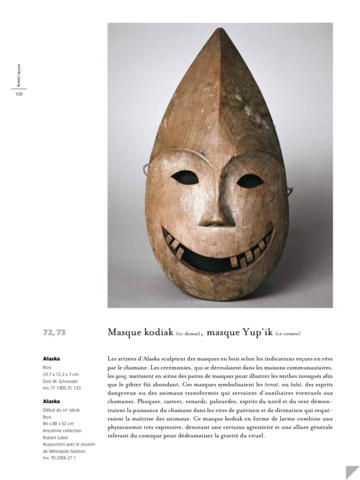 Amériques
108
72, 73
Masque kodiak (ci-dessus), masque Yup'ik (ci-contre)
Alaska
Bois
29,7 x 15,3 x 7 cm
Don M. Schneider
Inv. 71.1905.31.133
Alaska
Début du XXe siècle
Bois
86 x 88 x 52 cm
Ancienne collection
Robert Lebel
Acquisition avec le soutien
de Métropole Gestion
Inv. 70.2006.27.1
Les artistes d'Alaska sculptent des masques en bois selon les indications reçues en rêve
par le chamane. Les cérémonies, qui se déroulaient dans les maisons communautaires,
les qasq, mettaient en scène des paires de masques pour illustrer les mythes invoqués afin
que le gibier fût abondant. Ces masques symbolisaient les des esprits
dangereux ou des animaux transformés qui servaient d'auxiliaires éventuels aux
chamanes. Phoques, castors, renards, palourdes, esprits du nord et du vent démon-
traient la puissance du chamane dans les rites de guérison et de divination qui requé-
raient la maîtrise des animaux. Ce masque kodiak en forme de larme combine une
physionomie très expressive, dénotant une certaine agressivité et une allure générale
relevant du comique pour dédramatiser la gravité du rituel.